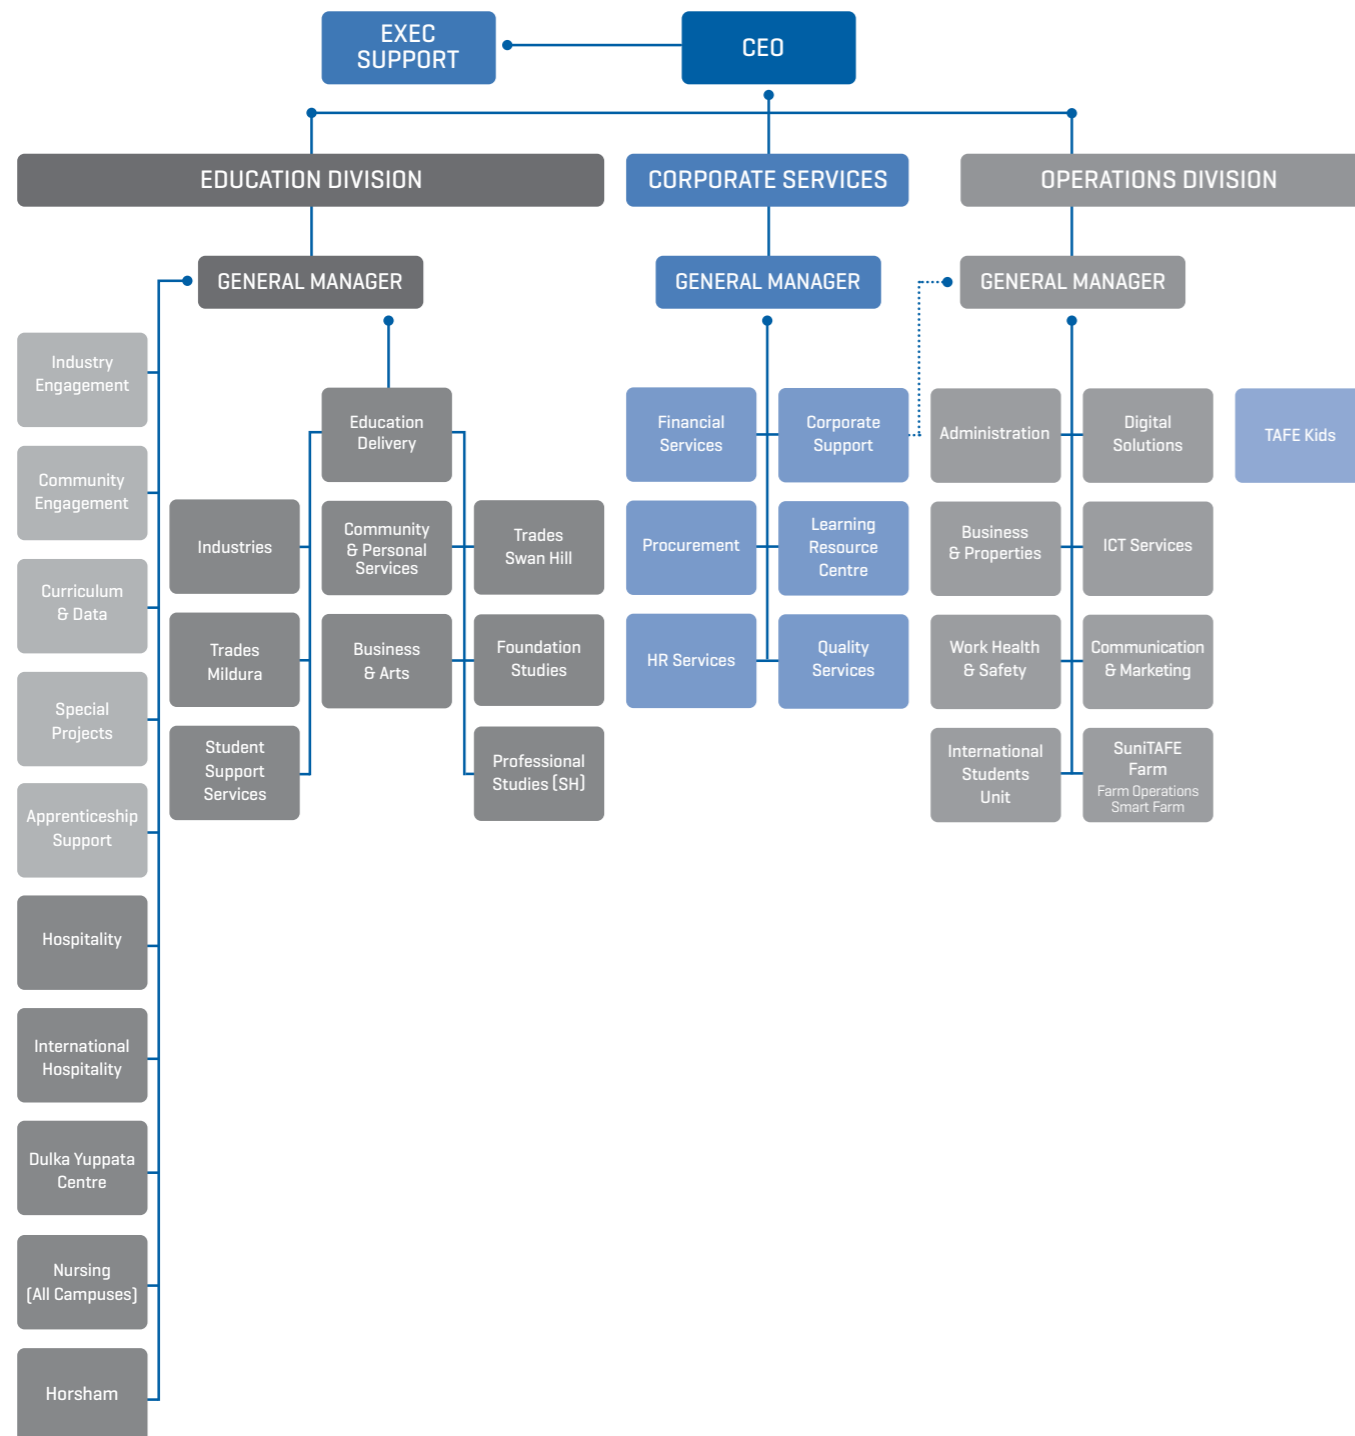 EXEC
SUPPORT
CEO
EDUCATION DIVISION
CORPORATE SERVICES
OPERATIONS DIVISION
GENERAL MANAGER
GENERAL MANAGER
GENERAL MANAGER
Industry
Engagement
Community
Engagement
Curriculum
& Data
Special
Projects
Apprenticeship
Support
Hospitality
International
Hospitality
Dulka Yuppata
Centre
Nursing
(All Campuses)
Horsham
Education
Delivery
Industries
Trades
Mildura
Student
Support
Services
Community
& Personal
Services
Business
& Arts
Trades
Swan Hill
Foundation
Studies
Professional
Studies (SH)
Financial
Services
Corporate
Support
Procurement
Learning
Resource
Centre
HR Services
Quality
Services
Administration
Digital
Solutions
Business
& Properties
ICT Services
Work Health
& Safety
Communication
& Marketing
International
Students
Unit
SuniTAFE
Farm
Farm Operations
Smart Farm
TAFE Kids